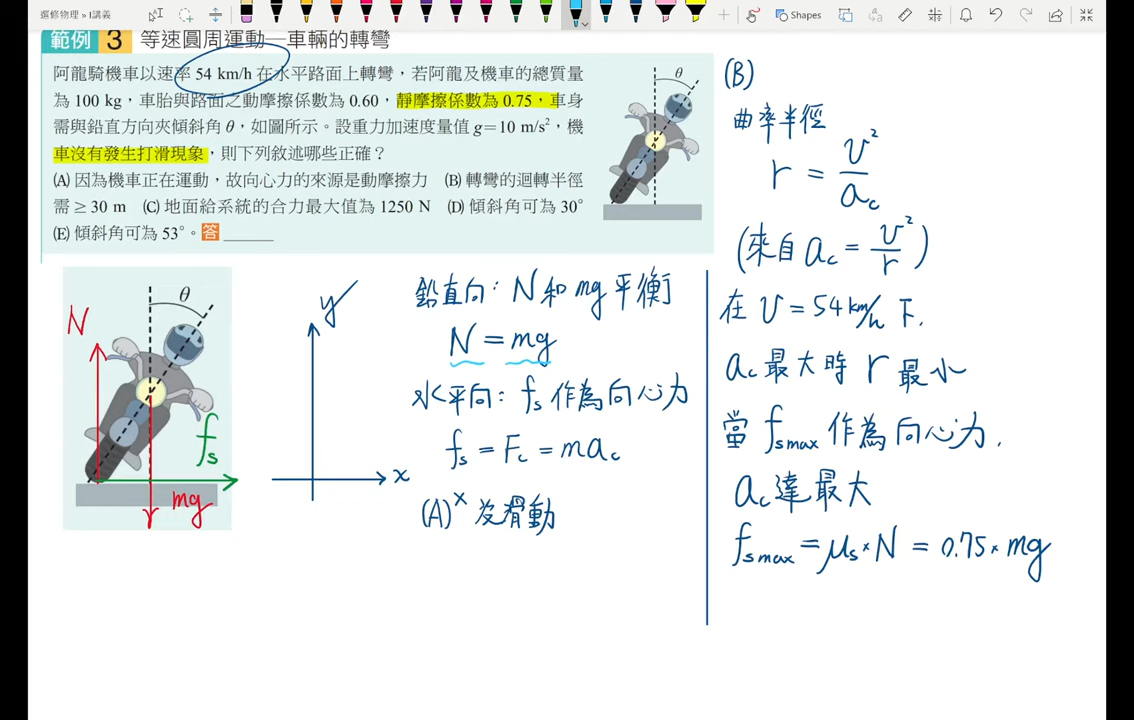 選修物理 » I講義
Shapes
範例 3 等速圓周運動—車輛的轉彎
阿龍騎機車以速率 54 km/h 在水平路面上轉彎，若阿龍及機車的總質量
為 100 kg，車胎與路面之動摩擦係數為 0.60，靜摩擦係數為 0.75，車身
需與鉛直方向夾傾斜角 θ，如圖所示。設重力加速度量值 g＝10 m/s²，機
車沒有發生打滑現象，則下列敘述哪些正確？
(A) 因為機車正在運動，故向心力的來源是動摩擦力　(B) 轉彎的迴轉半徑
需 ≥ 30 m　(C) 地面給系統的合力最大值為 1250 N　(D) 傾斜角可為 30°
(E) 傾斜角可為 53°。答
θ
θ
N
fs
mg
y
x
鉛直向: N 和 mg 平衡
N = mg
水平向: fs 作為向心力
fs = Fc = mac
(A)× 沒滑動
(B)
曲率半徑
r = v²/ac
(來自 ac = v²/r)
在 v = 54 km/h 下.
ac 最大時 r 最小
當 fsmax 作為向心力.
ac 達最大
fsmax = μs × N = 0.75 × mg